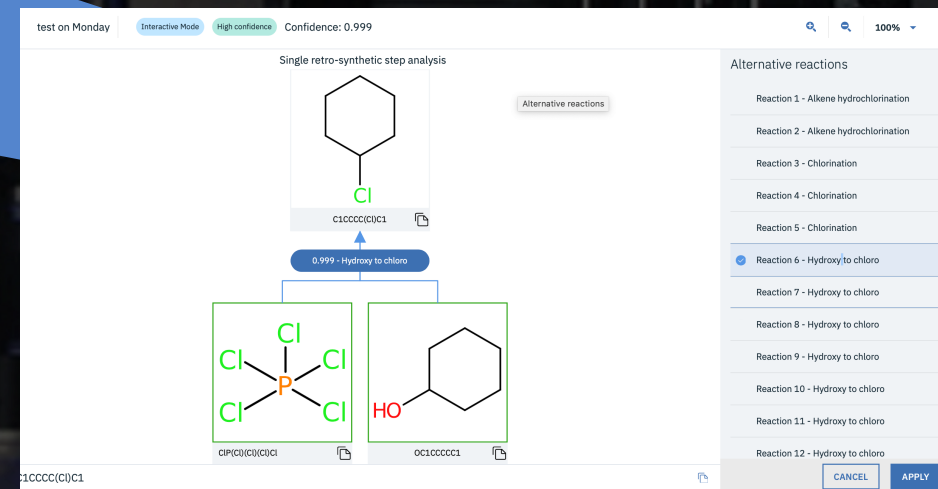 test on Monday
Interactive Mode
High confidence
Confidence: 0.999
100%
Single retro-synthetic step analysis
Cl
C1CCCC(Cl)C1
0.999 - Hydroxy to chloro
Cl
Cl
Cl
P
Cl
Cl
HO
ClP(Cl)(Cl)(Cl)Cl
OC1CCCCC1
Alternative reactions
Alternative reactions
Reaction 1 - Alkene hydrochlorination
Reaction 2 - Alkene hydrochlorination
Reaction 3 - Chlorination
Reaction 4 - Chlorination
Reaction 5 - Chlorination
Reaction 6 - Hydroxy to chloro
Reaction 7 - Hydroxy to chloro
Reaction 8 - Hydroxy to chloro
Reaction 9 - Hydroxy to chloro
Reaction 10 - Hydroxy to chloro
Reaction 11 - Hydroxy to chloro
Reaction 12 - Hydroxy to chloro
C1CCCC(Cl)C1
CANCEL
APPLY